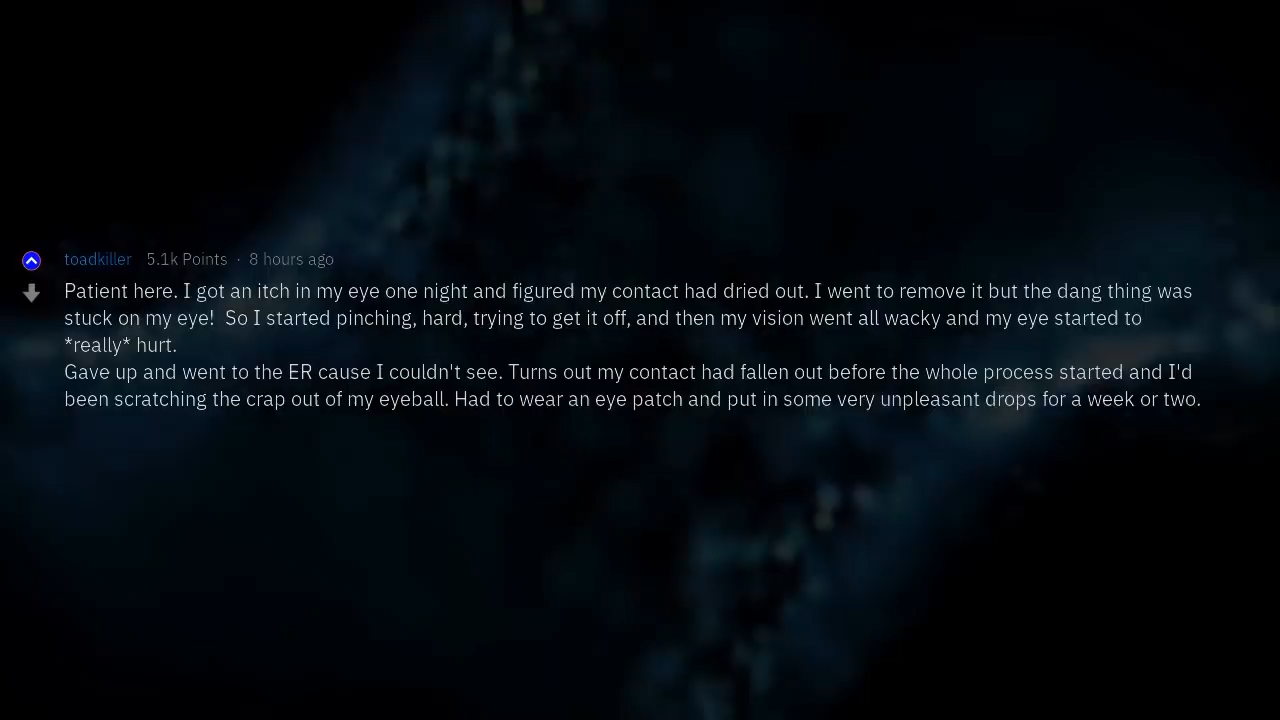 toadkiller 5.1k Points · 8 hours ago
Patient here. I got an itch in my eye one night and figured my contact had dried out. I went to remove it but the dang thing was
stuck on my eye!  So I started pinching, hard, trying to get it off, and then my vision went all wacky and my eye started to
*really* hurt.
Gave up and went to the ER cause I couldn't see. Turns out my contact had fallen out before the whole process started and I'd
been scratching the crap out of my eyeball. Had to wear an eye patch and put in some very unpleasant drops for a week or two.